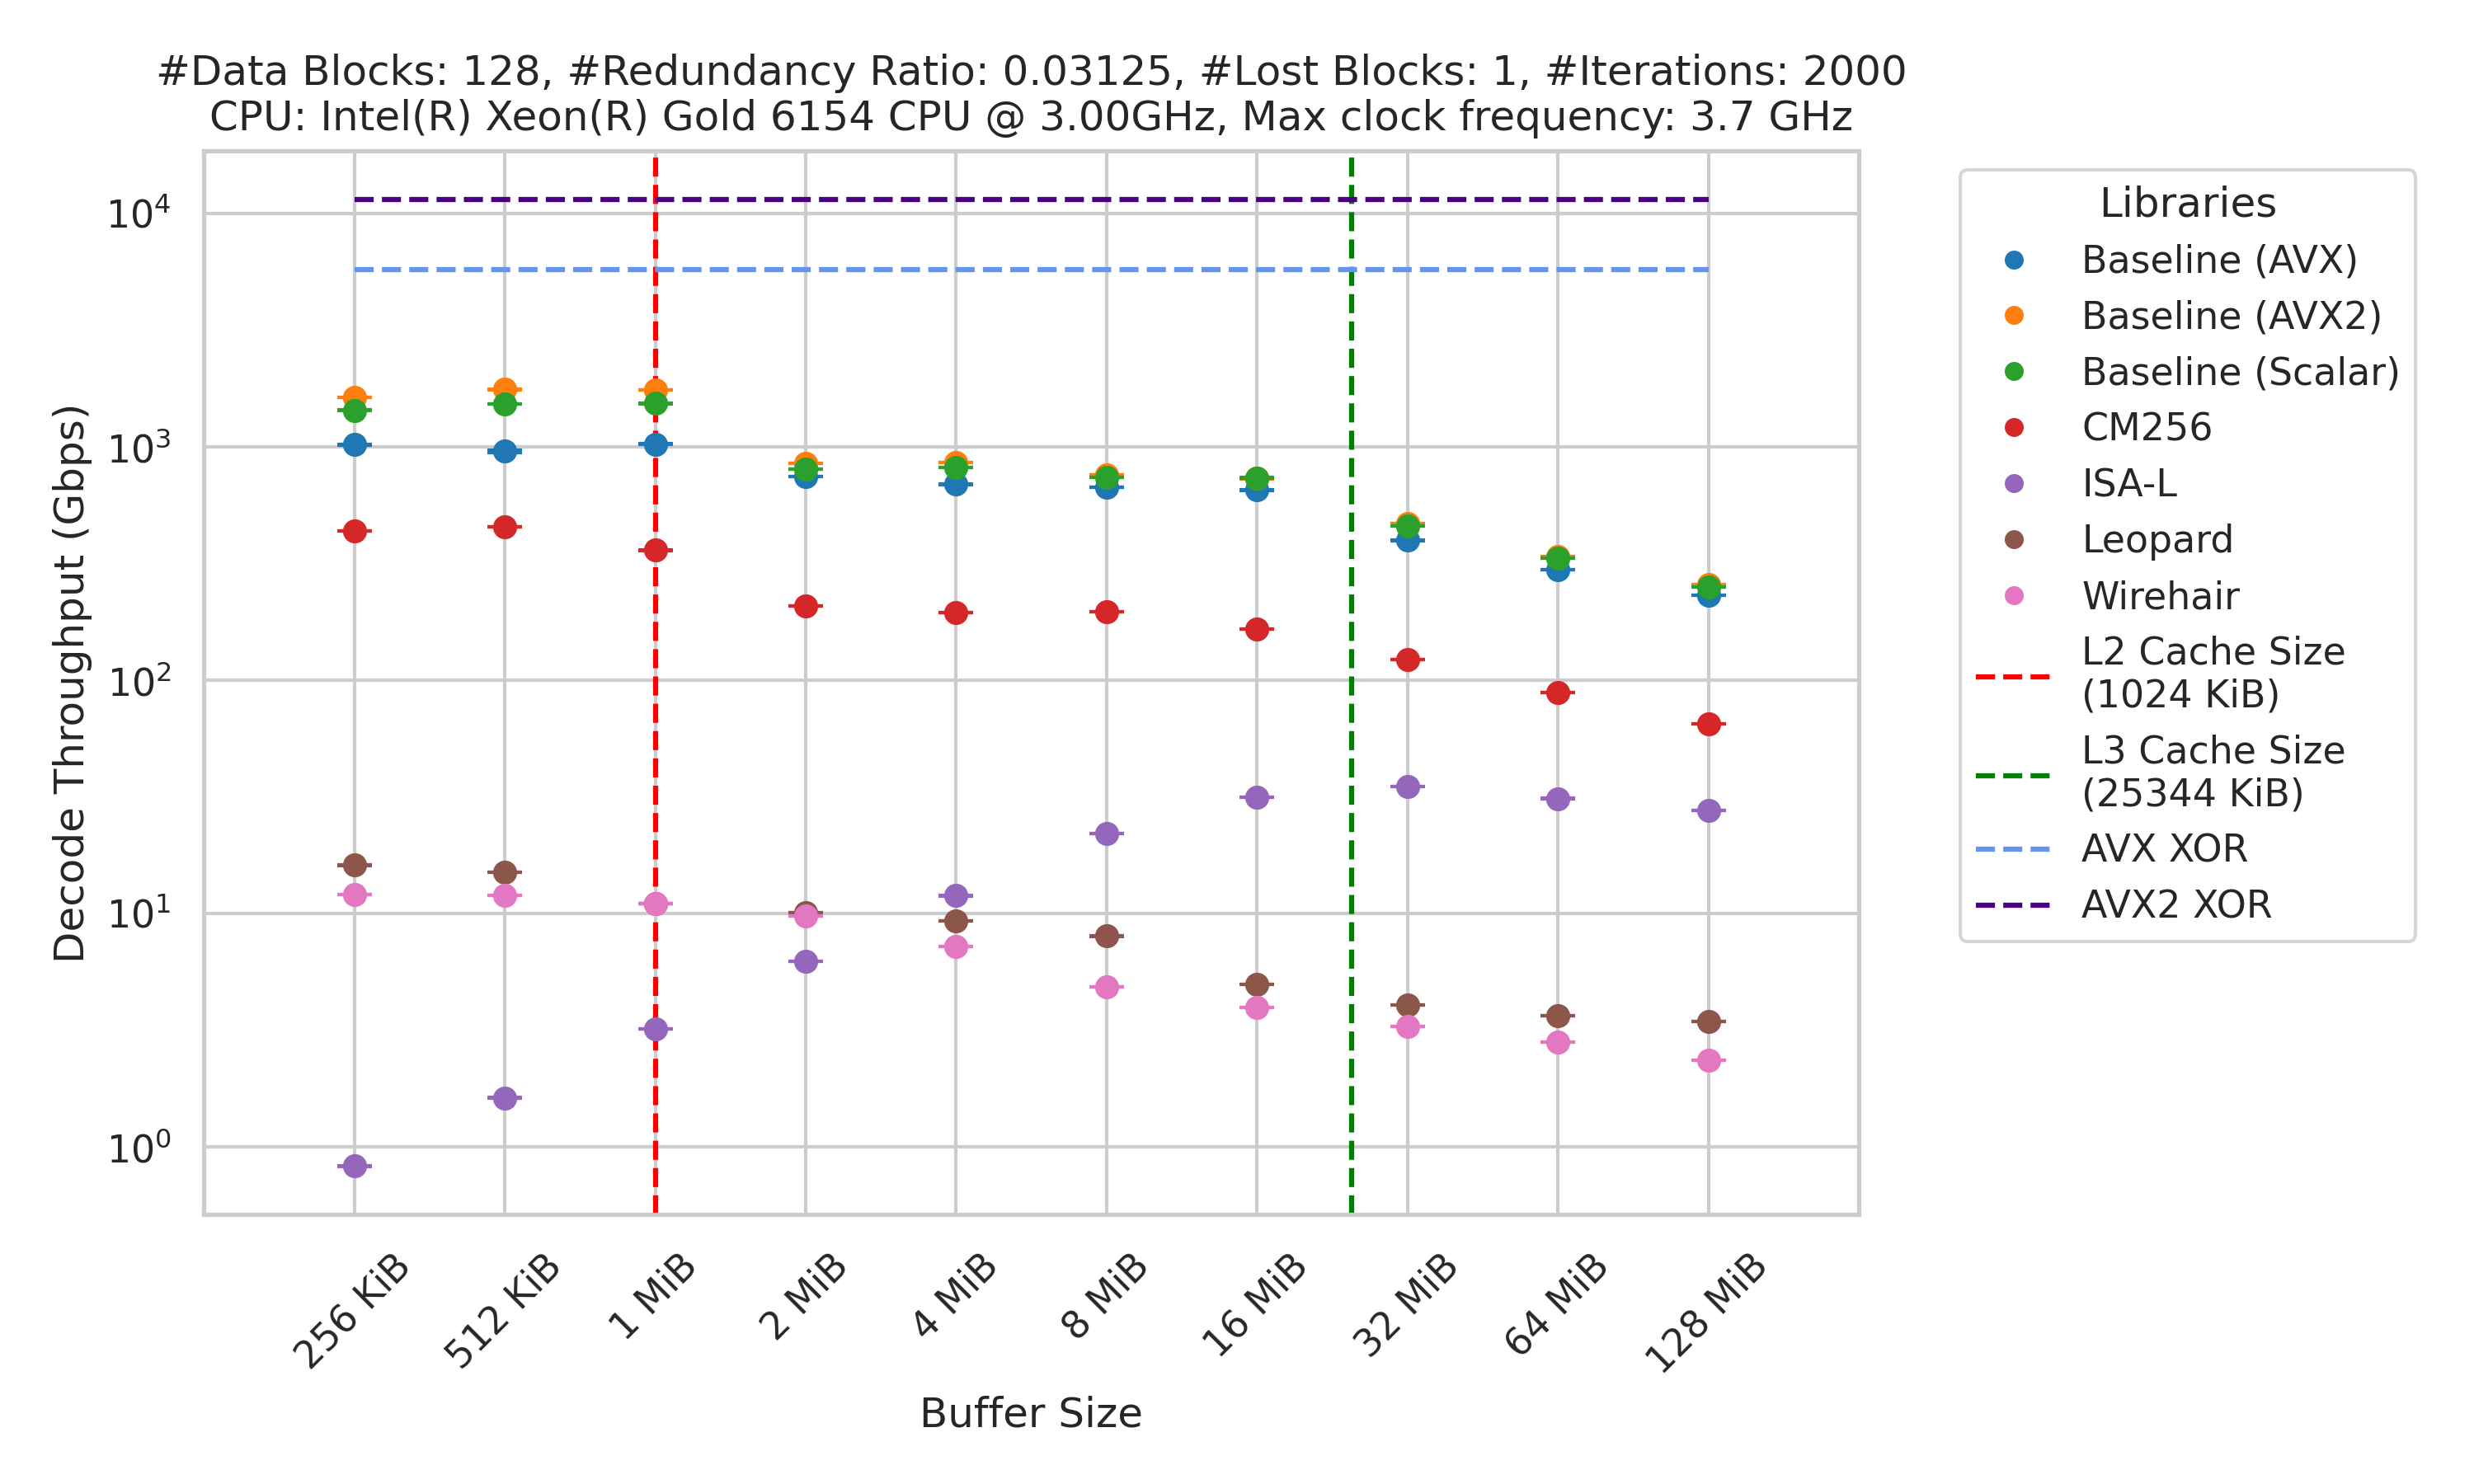 #Data Blocks: 128, #Redundancy Ratio: 0.03125, #Lost Blocks: 1, #Iterations: 2000
CPU: Intel(R) Xeon(R) Gold 6154 CPU @ 3.00GHz, Max clock frequency: 3.7 GHz
Decode Throughput (Gbps)
10⁴
10³
10²
10¹
10⁰
256 KiB
512 KiB
1 MiB
2 MiB
4 MiB
8 MiB
16 MiB
32 MiB
64 MiB
128 MiB
Buffer Size
Libraries
Baseline (AVX)
Baseline (AVX2)
Baseline (Scalar)
CM256
ISA-L
Leopard
Wirehair
L2 Cache Size
(1024 KiB)
L3 Cache Size
(25344 KiB)
AVX XOR
AVX2 XOR